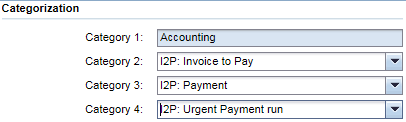 Categorization
Category 1: Accounting
Category 2: I2P: Invoice to Pay
Category 3: I2P: Payment
Category 4: I2P: Urgent Payment run